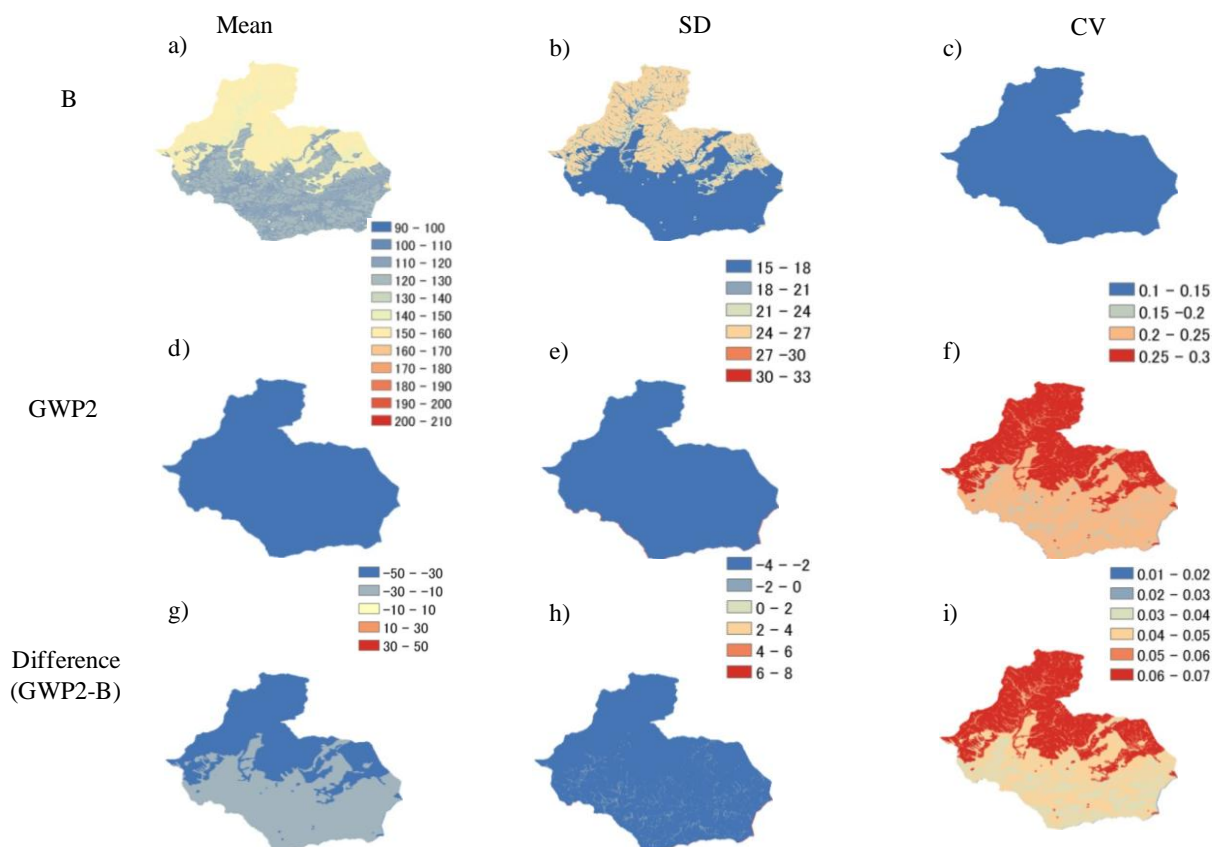 Mean
SD
CV
a)
b)
c)
B
90 - 100
100 - 110
110 - 120
120 - 130
130 - 140
140 - 150
150 - 160
160 - 170
170 - 180
180 - 190
190 - 200
200 - 210
15 - 18
18 - 21
21 - 24
24 - 27
27 -30
30 - 33
0.1 - 0.15
0.15 -0.2
0.2 - 0.25
0.25 - 0.3
d)
e)
f)
GWP2
-50 - -30
-30 - -10
-10 - 10
10 - 30
30 - 50
-4 - -2
-2 - 0
0 - 2
2 - 4
4 - 6
6 - 8
0.01 - 0.02
0.02 - 0.03
0.03 - 0.04
0.04 - 0.05
0.05 - 0.06
0.06 - 0.07
g)
h)
i)
Difference
(GWP2-B)